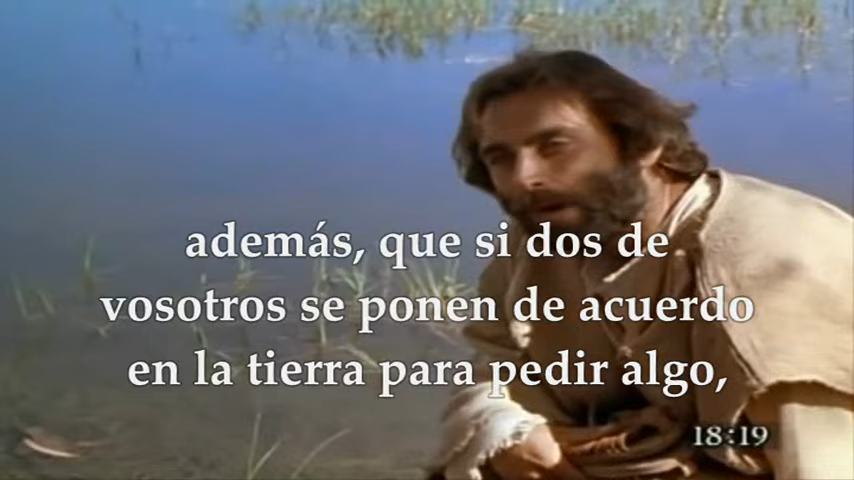 además, que si dos de
vosotros se ponen de acuerdo
en la tierra para pedir algo,
18:19